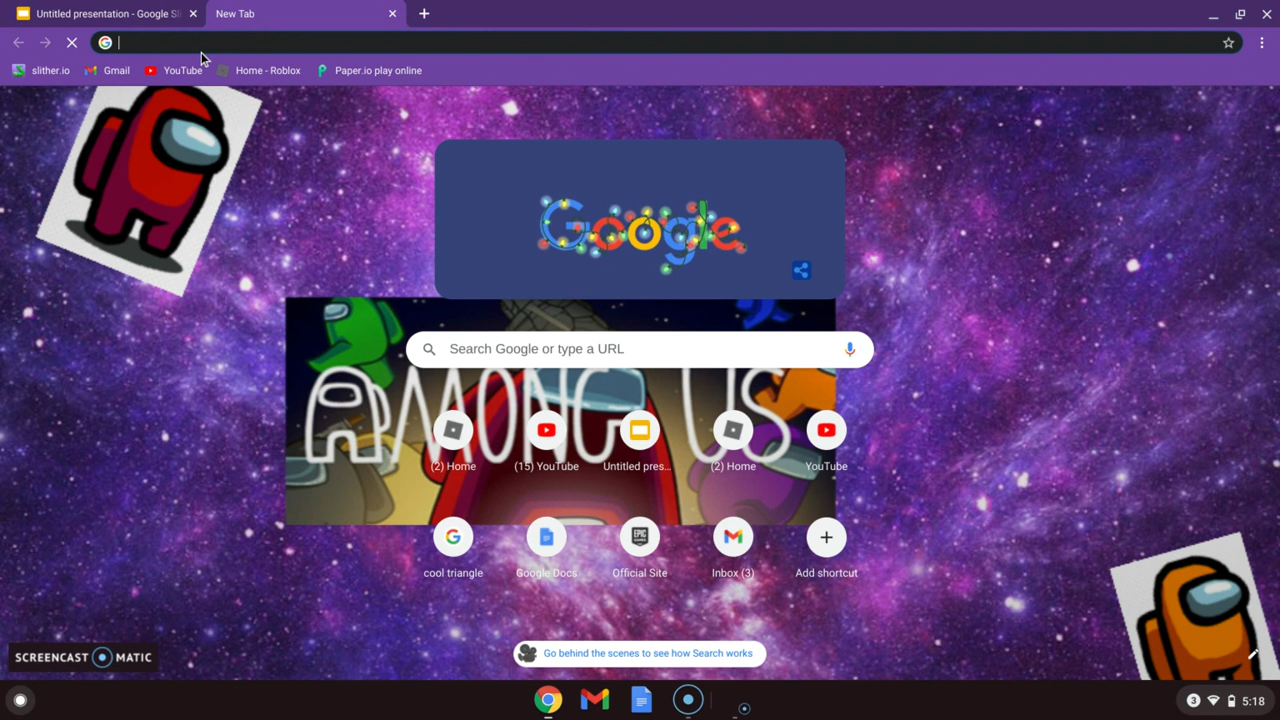 Untitled presentation - Google Sli
New Tab
slither.io
Gmail
YouTube
Home - Roblox
Paper.io play online
Google
Search Google or type a URL
AMONG US
(2) Home
(15) YouTube
Untitled pres...
(2) Home
YouTube
cool triangle
Google Docs
EPIC
Official Site
Inbox (3)
Add shortcut
SCREENCAST MATIC
Go behind the scenes to see how Search works
3
5:18